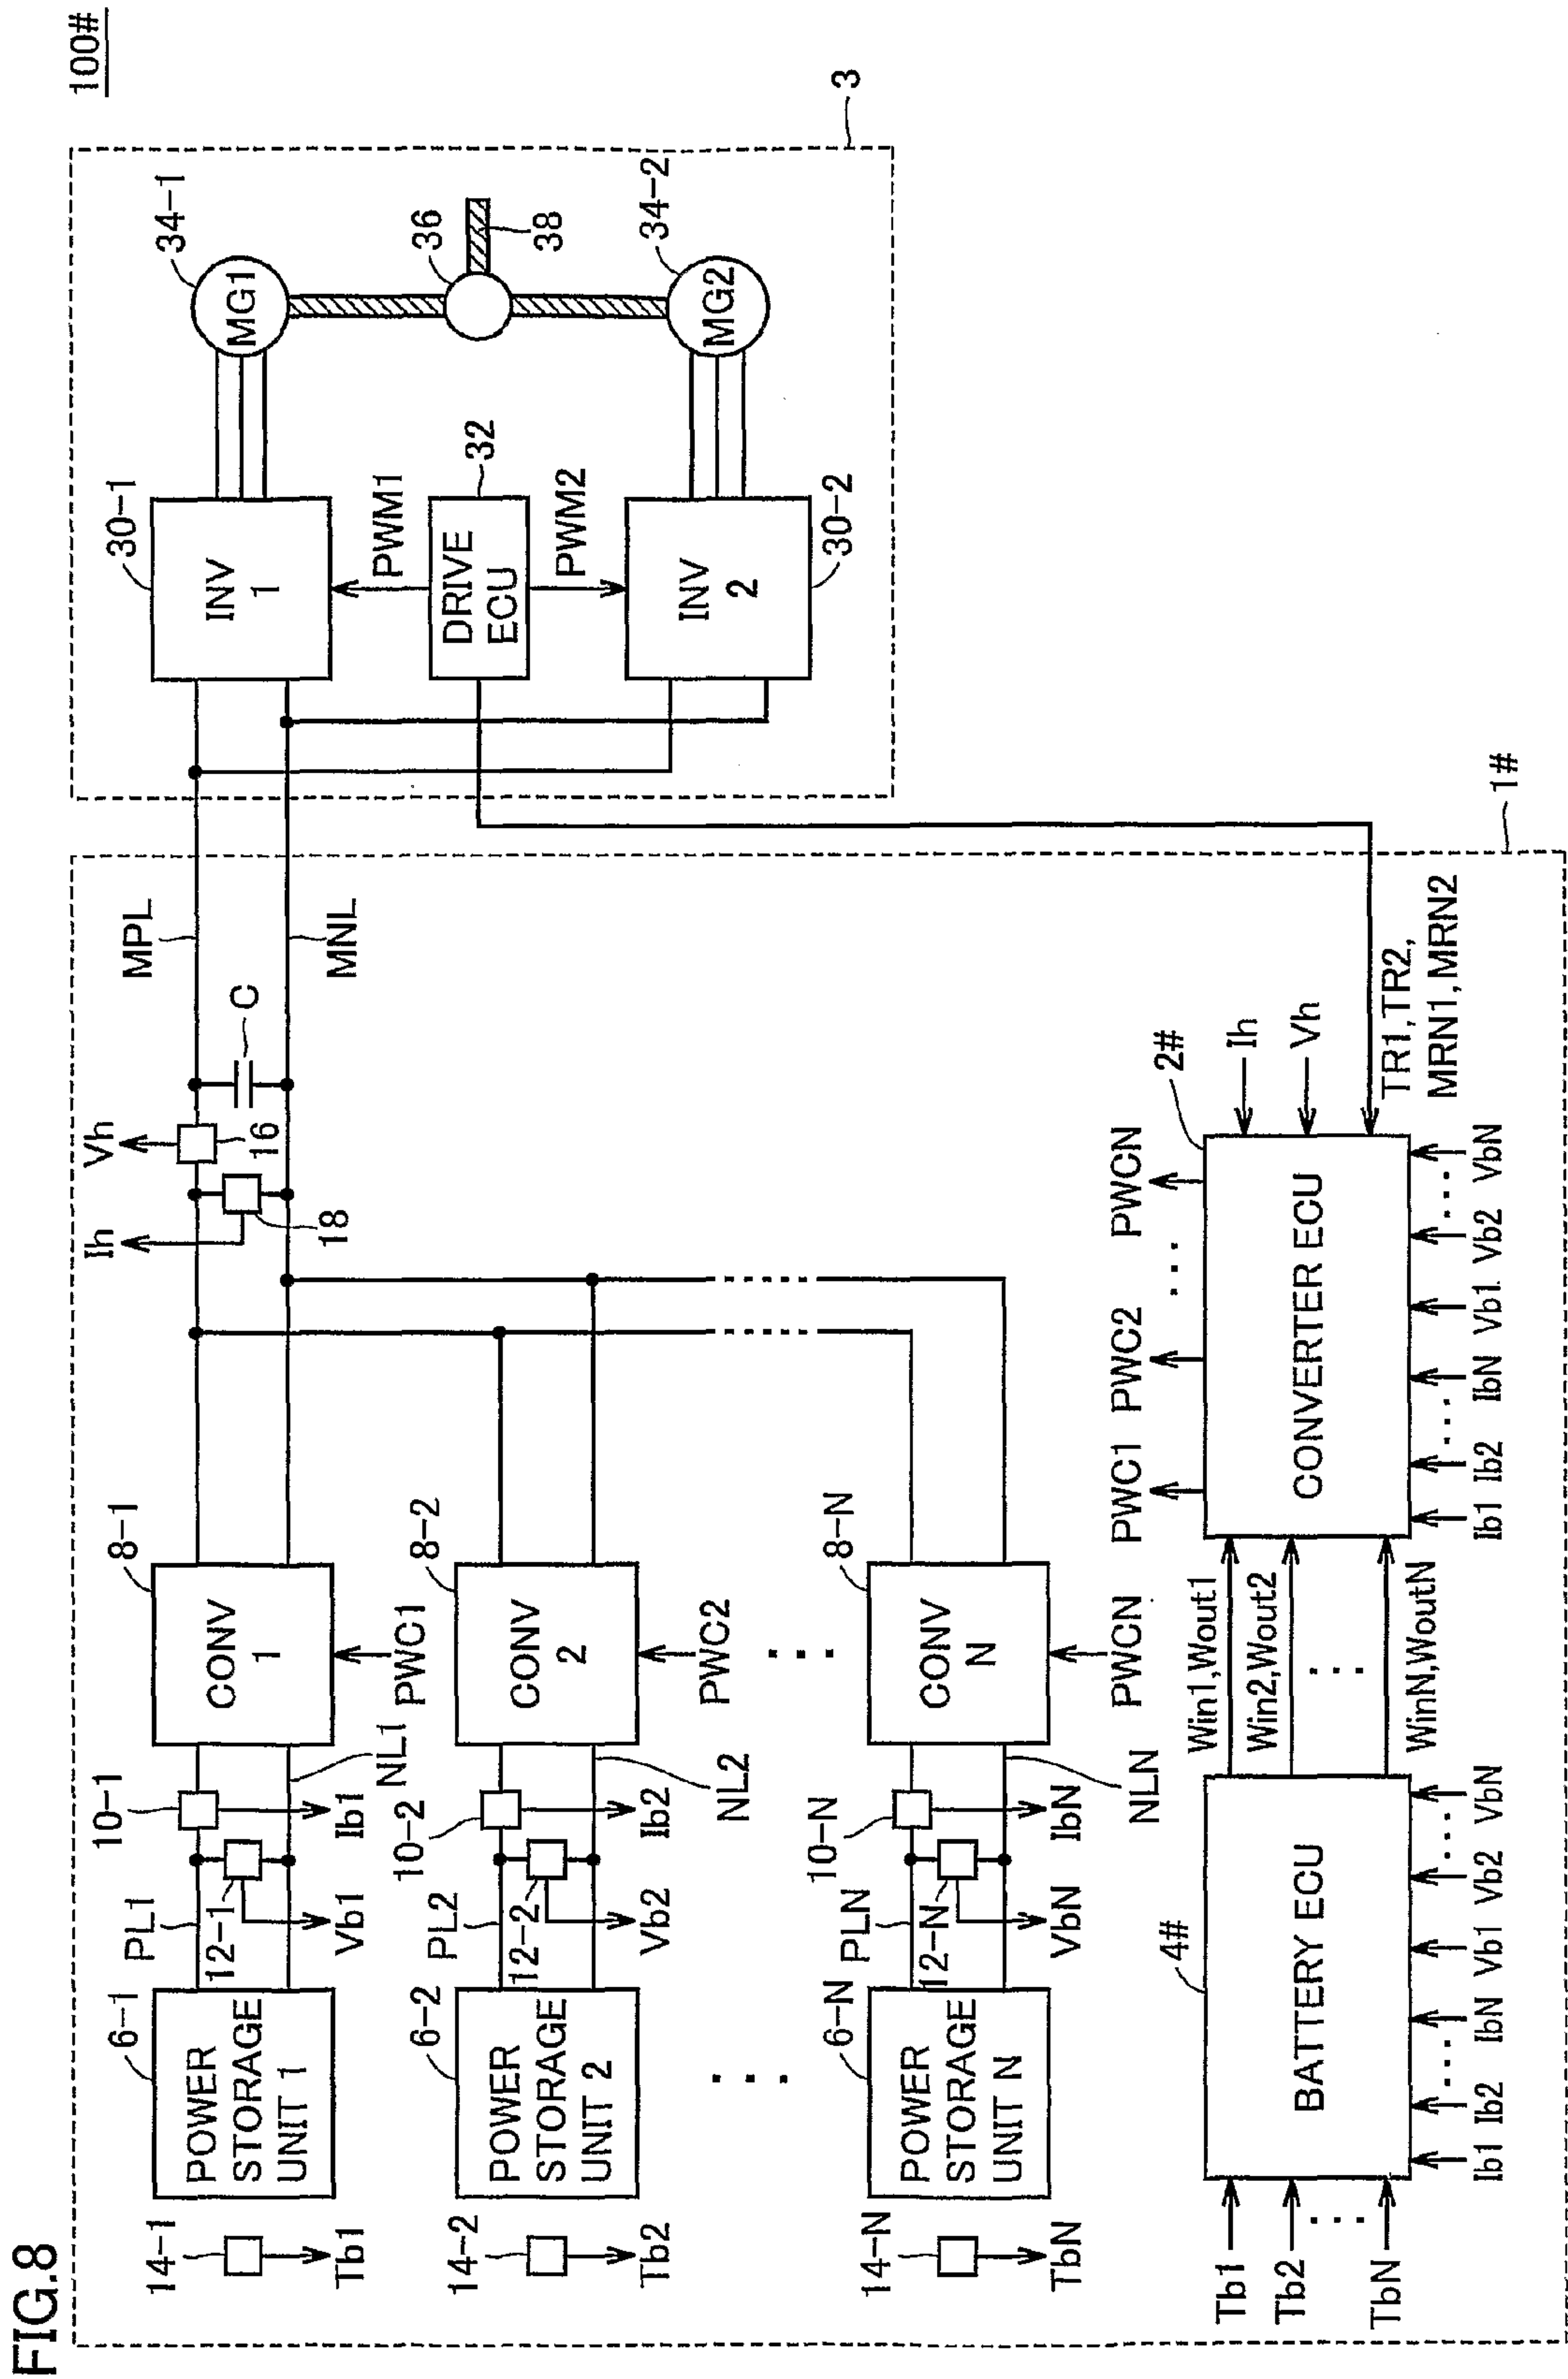 FIG.8
100#
3
34-1
MG1
36
38
34-2
MG2
30-1
INV
1
PWM1
32
DRIVE
ECU
PWM2
INV
2
30-2
1#
MPL
MNL
C
Vh
16
Ih
18
8-1
CONV
1
PWC1
8-2
CONV
2
PWC2
...
8-N
CONV
N
PWCN
10-1
NL1
Ib1
PL1
12-1
Vb1
10-2
NL2
Ib2
PL2
12-2
Vb2
10-N
NLN
IbN
PLN
12-N
VbN
6-1
POWER
STORAGE
UNIT 1
6-2
POWER
STORAGE
UNIT 2
...
6-N
POWER
STORAGE
UNIT N
14-1
Tb1
14-2
Tb2
14-N
TbN
PWC1 PWC2 ... PWCN
2#
CONVERTER ECU
Ih
Vh
TR1,TR2,
MRN1,MRN2
Ib1 Ib2 ... IbN Vb1 Vb2 ... VbN
Win1,Wout1
Win2,Wout2
...
WinN,WoutN
4#
BATTERY ECU
Tb1
Tb2
...
TbN
Ib1 Ib2 ... IbN Vb1 Vb2 ... VbN